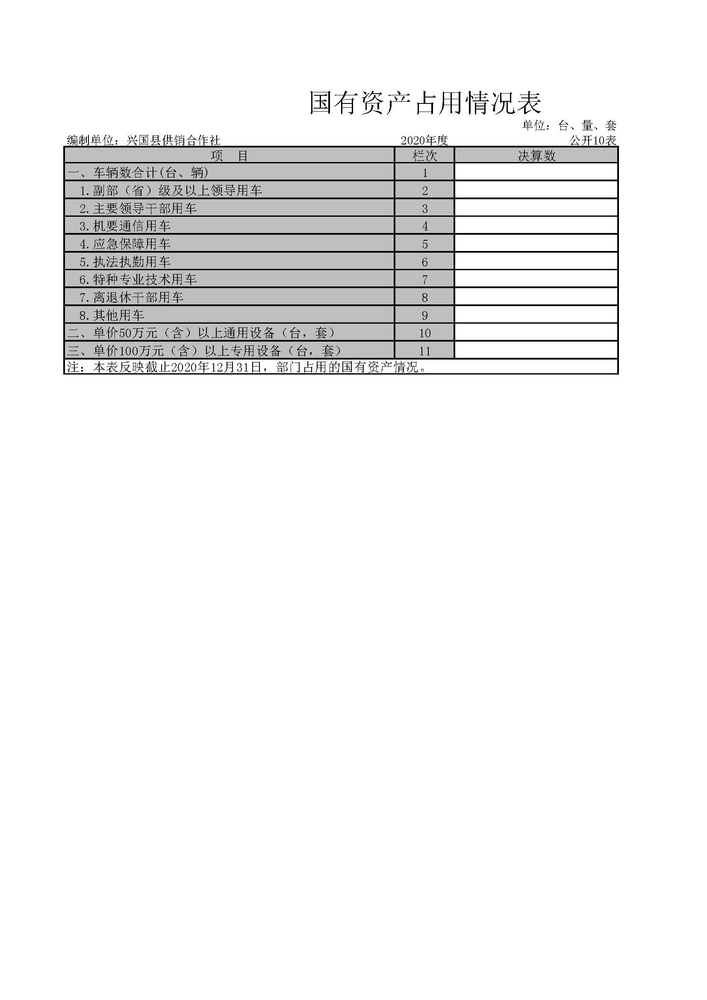 国有资产占用情况表
单位：台、量、套
编制单位：兴国县供销合作社 2020年度 公开10表
项 目 栏次 决算数
一、车辆数合计(台、辆) 1
1.副部（省）级及以上领导用车 2
2.主要领导干部用车 3
3.机要通信用车 4
4.应急保障用车 5
5.执法执勤用车 6
6.特种专业技术用车 7
7.离退休干部用车 8
8.其他用车 9
二、单价50万元（含）以上通用设备（台，套） 10
三、单价100万元（含）以上专用设备（台，套） 11
注：本表反映截止2020年12月31日，部门占用的国有资产情况。